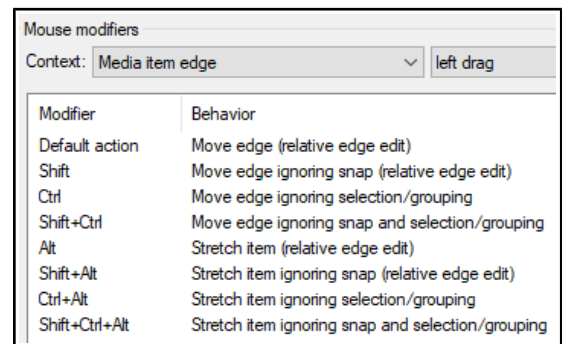 Mouse modifiers
Context: Media item edge left drag
Modifier Behavior
Default action Move edge (relative edge edit)
Shift Move edge ignoring snap (relative edge edit)
Ctrl Move edge ignoring selection/grouping
Shift+Ctrl Move edge ignoring snap and selection/grouping
Alt Stretch item (relative edge edit)
Shift+Alt Stretch item ignoring snap (relative edge edit)
Ctrl+Alt Stretch item ignoring selection/grouping
Shift+Ctrl+Alt Stretch item ignoring snap and selection/grouping